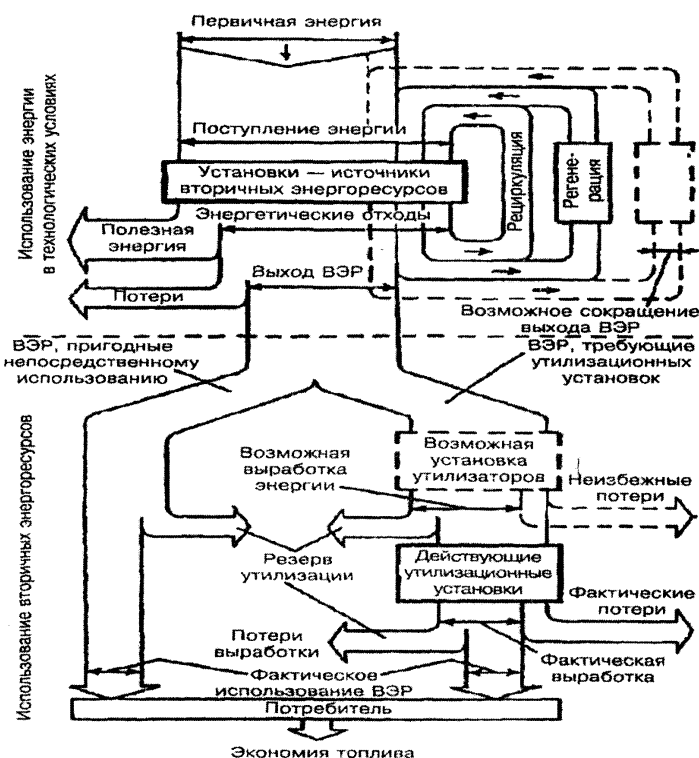 Первичная энергия
Использование энергии
в технологических условиях
Поступление энергии
Установки — источники
вторичных энергоресурсов
Рециркуляция
Регене-
рация
Энергетические отходы
Полезная
энергия
Потери
Выход ВЭР
Возможное сокращение
выхода ВЭР
ВЭР, пригодные
непосредственному
использованию
ВЭР, требующие
утилизационных
установок
Использование вторичных энергоресурсов
Возможная
выработка
энергии
Возможная
установка
утилизаторов
Неизбежные
потери
Резерв
утилизации
Действующие
утилизационные
установки
Фактические
потери
Потери
выработки
Фактическая
выработка
Фактическое
использование ВЭР
Потребитель
Экономия топлива